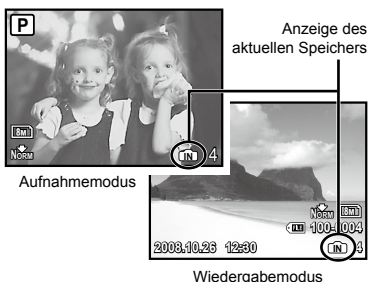 P
Anzeige des
aktuellen Speichers
8M
NORM
IN 4
Aufnahmemodus
NORM 8M
100-0004
2008.10.26 12:30 IN 4
Wiedergabemodus